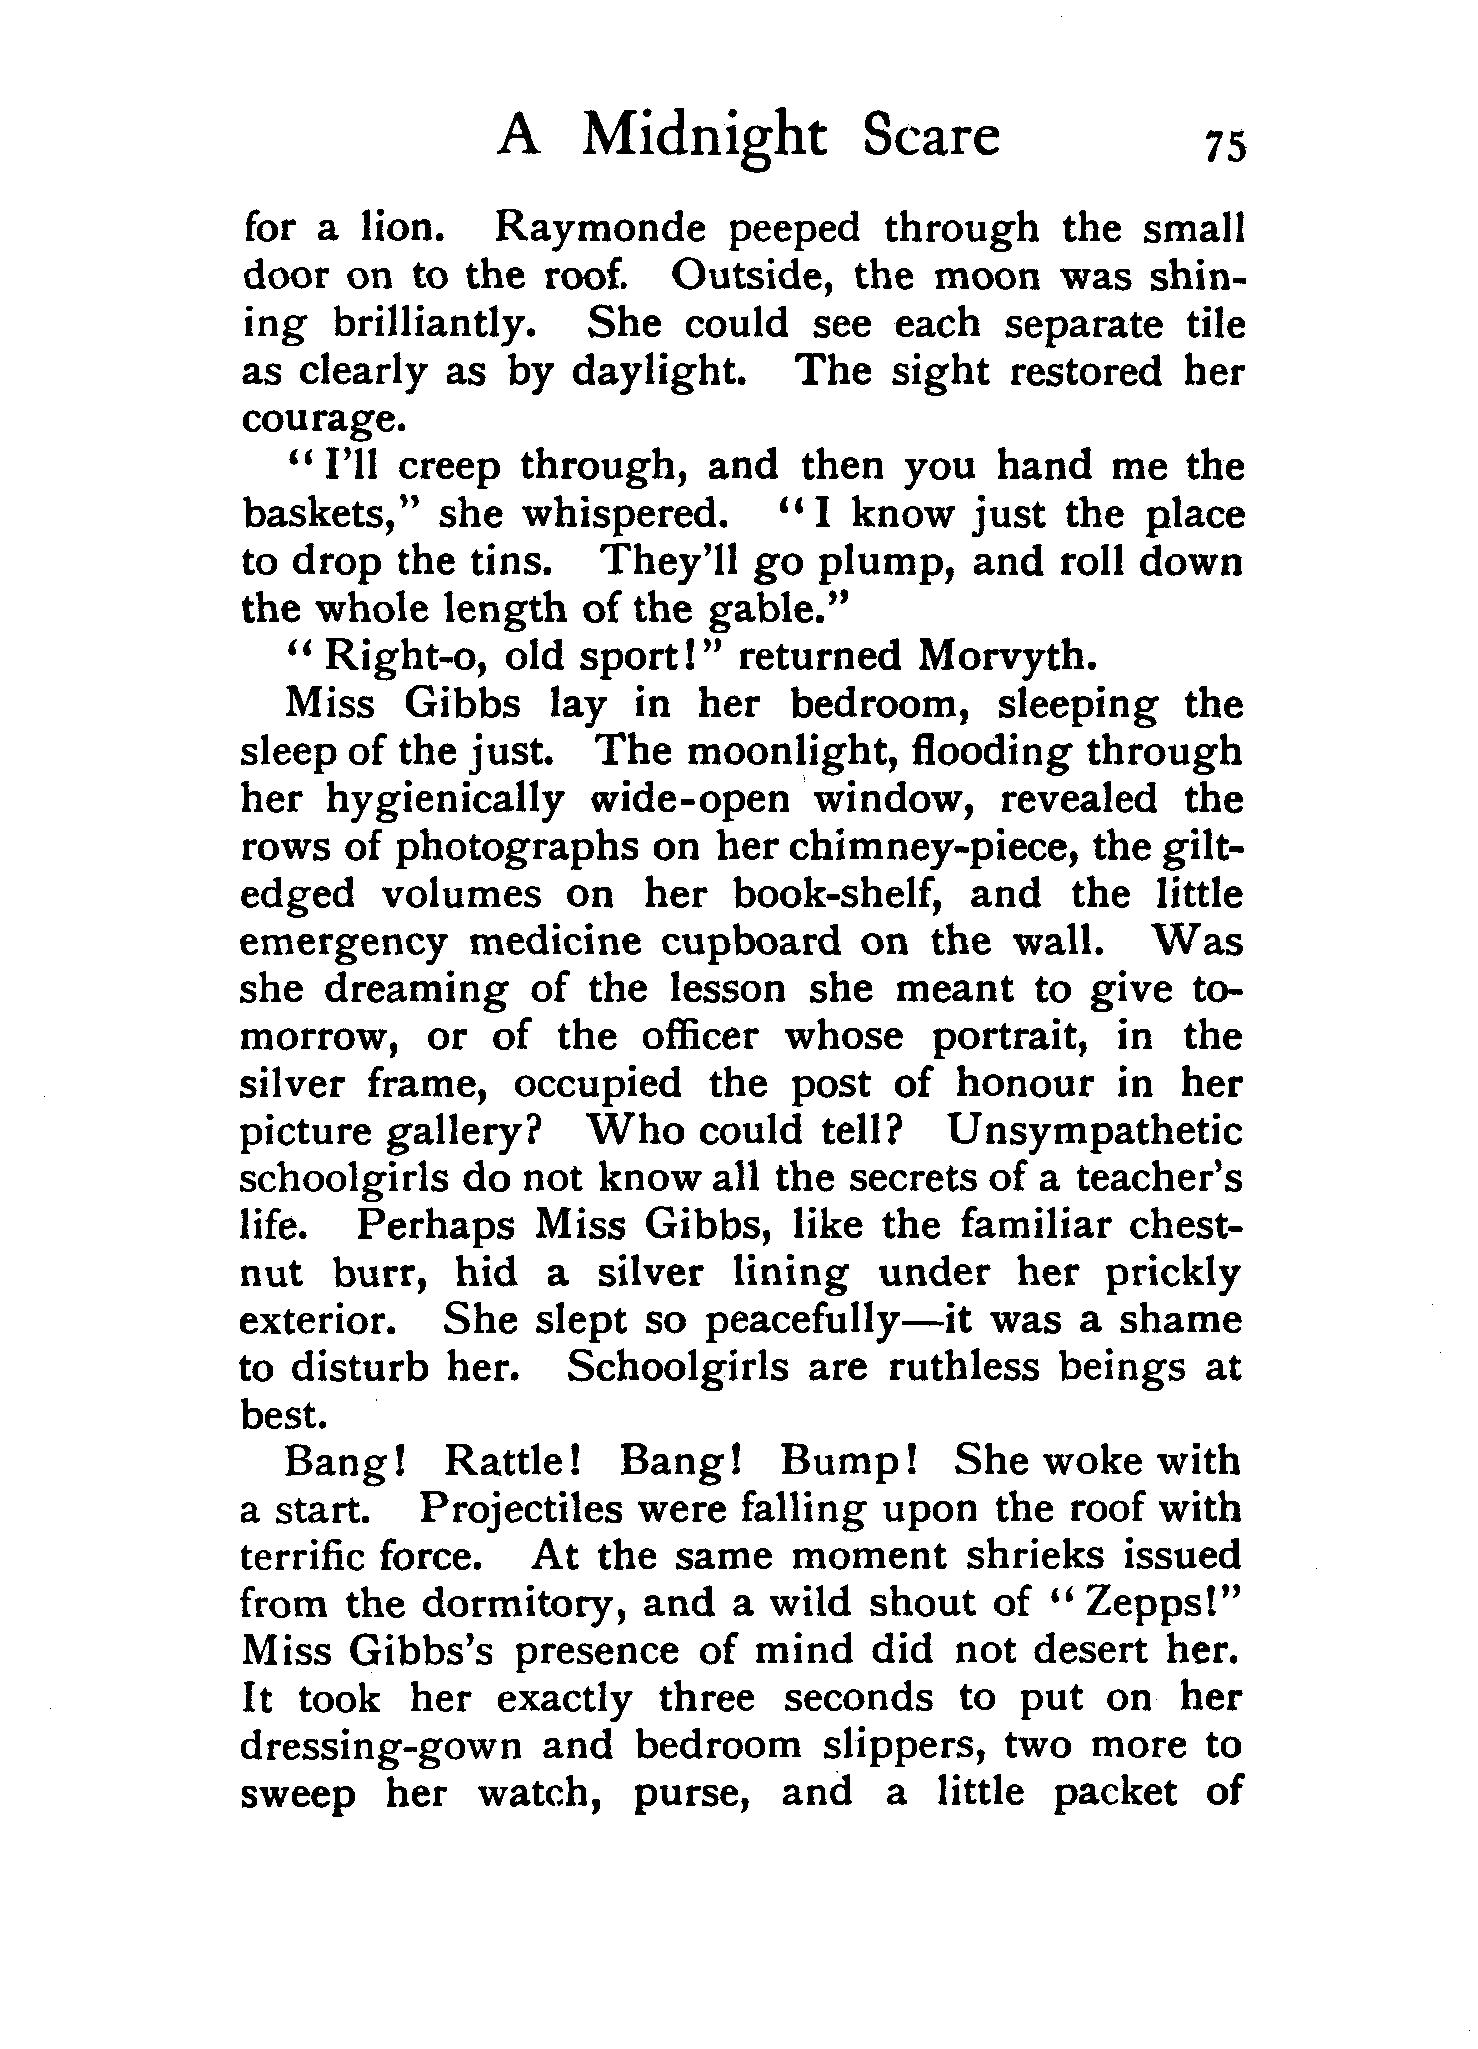 A Midnight Scare 75
for a lion. Raymonde peeped through the small
door on to the roof. Outside, the moon was shin-
ing brilliantly. She could see each separate tile
as clearly as by daylight. The sight restored her
courage.
"I'll creep through, and then you hand me the
baskets," she whispered. "I know just the place
to drop the tins. They'll go plump, and roll down
the whole length of the gable."
"Right-o, old sport!" returned Morvyth.
Miss Gibbs lay in her bedroom, sleeping the
sleep of the just. The moonlight, flooding through
her hygienically wide-open window, revealed the
rows of photographs on her chimney-piece, the gilt-
edged volumes on her book-shelf, and the little
emergency medicine cupboard on the wall. Was
she dreaming of the lesson she meant to give to-
morrow, or of the officer whose portrait, in the
silver frame, occupied the post of honour in her
picture gallery? Who could tell? Unsympathetic
schoolgirls do not know all the secrets of a teacher's
life. Perhaps Miss Gibbs, like the familiar chest-
nut burr, hid a silver lining under her prickly
exterior. She slept so peacefully—it was a shame
to disturb her. Schoolgirls are ruthless beings at
best.
Bang! Rattle! Bang! Bump! She woke with
a start. Projectiles were falling upon the roof with
terrific force. At the same moment shrieks issued
from the dormitory, and a wild shout of "Zepps!"
Miss Gibbs's presence of mind did not desert her.
It took her exactly three seconds to put on her
dressing-gown and bedroom slippers, two more to
sweep her watch, purse, and a little packet of